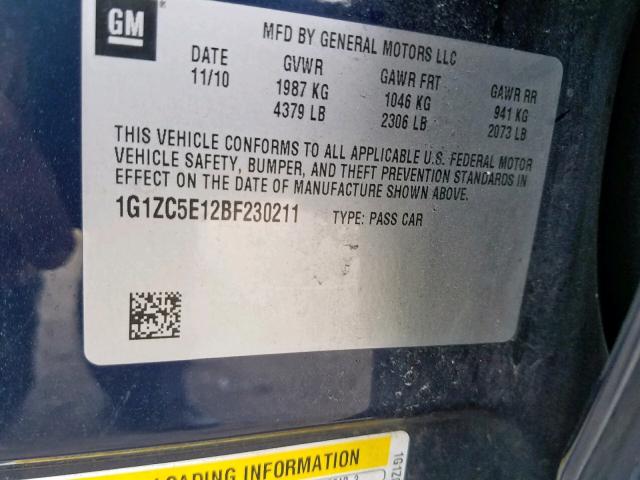 GM
MFD BY GENERAL MOTORS LLC
DATE GVWR GAWR FRT GAWR RR
11/10 1987 KG 1046 KG 941 KG
4379 LB 2306 LB 2073 LB
THIS VEHICLE CONFORMS TO ALL APPLICABLE U.S. FEDERAL MOTOR
VEHICLE SAFETY, BUMPER, AND THEFT PREVENTION STANDARDS IN
EFFECT ON THE DATE OF MANUFACTURE SHOWN ABOVE.
1G1ZC5E12BF230211 TYPE: PASS CAR
LOADING INFORMATION
1G1Z